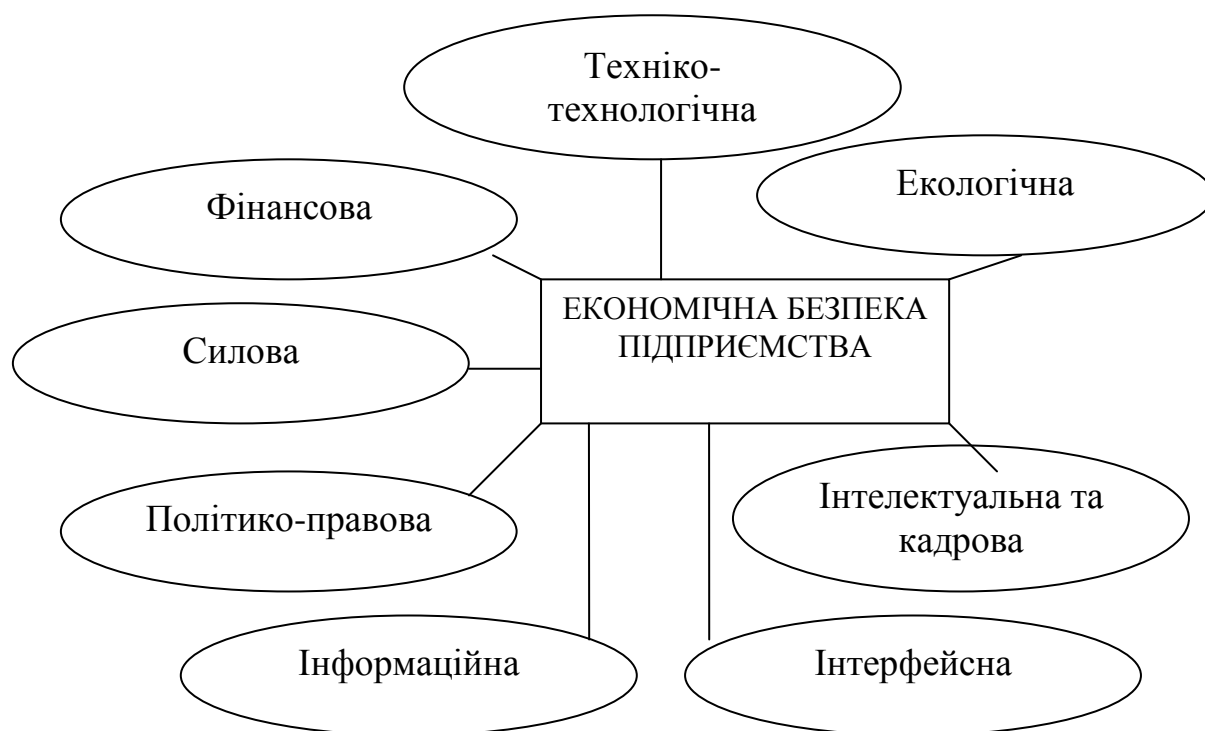 Техніко-
технологічна
Екологічна
Фінансова
ЕКОНОМІЧНА БЕЗПЕКА
ПІДПРИЄМСТВА
Силова
Політико-правова
Інтелектуальна та
кадрова
Інформаційна
Інтерфейсна